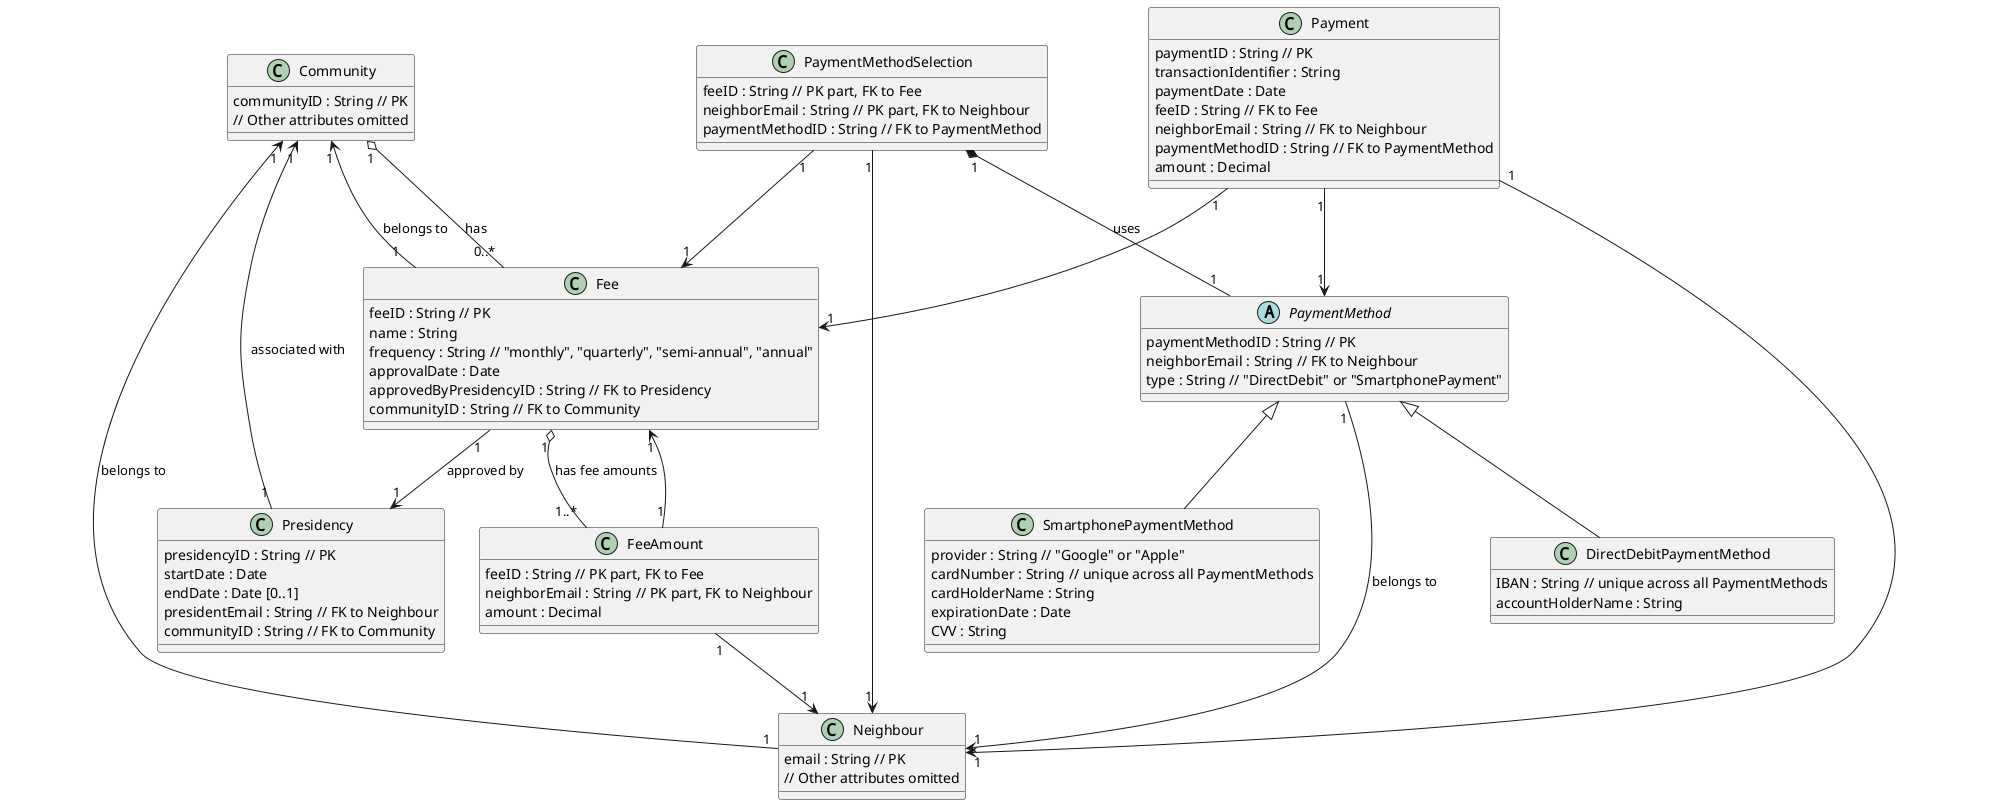 C Payment
paymentID : String // PK
transactionIdentifier : String
paymentDate : Date
feeID : String // FK to Fee
neighborEmail : String // FK to Neighbour
paymentMethodID : String // FK to PaymentMethod
amount : Decimal
C PaymentMethodSelection
feeID : String // PK part, FK to Fee
neighborEmail : String // PK part, FK to Neighbour
paymentMethodID : String // FK to PaymentMethod
C Community
communityID : String // PK
// Other attributes omitted
1
1
1
1
1
1
1
1
1
1
belongs to
has
uses
1
0..*
1
1
1
C Fee
feeID : String // PK
name : String
frequency : String // "monthly", "quarterly", "semi-annual", "annual"
approvalDate : Date
approvedByPresidencyID : String // FK to Presidency
communityID : String // FK to Community
1
A PaymentMethod
paymentMethodID : String // PK
neighborEmail : String // FK to Neighbour
type : String // "DirectDebit" or "SmartphonePayment"
associated with
1
1
1
1
belongs to
approved by
has fee amounts
1
1
1..*
1
belongs to
C Presidency
presidencyID : String // PK
startDate : Date
endDate : Date [0..1]
presidentEmail : String // FK to Neighbour
communityID : String // FK to Community
C FeeAmount
feeID : String // PK part, FK to Fee
neighborEmail : String // PK part, FK to Neighbour
amount : Decimal
C SmartphonePaymentMethod
provider : String // "Google" or "Apple"
cardNumber : String // unique across all PaymentMethods
cardHolderName : String
expirationDate : Date
CVV : String
C DirectDebitPaymentMethod
IBAN : String // unique across all PaymentMethods
accountHolderName : String
1
1
1
1
1
1
C Neighbour
email : String // PK
// Other attributes omitted